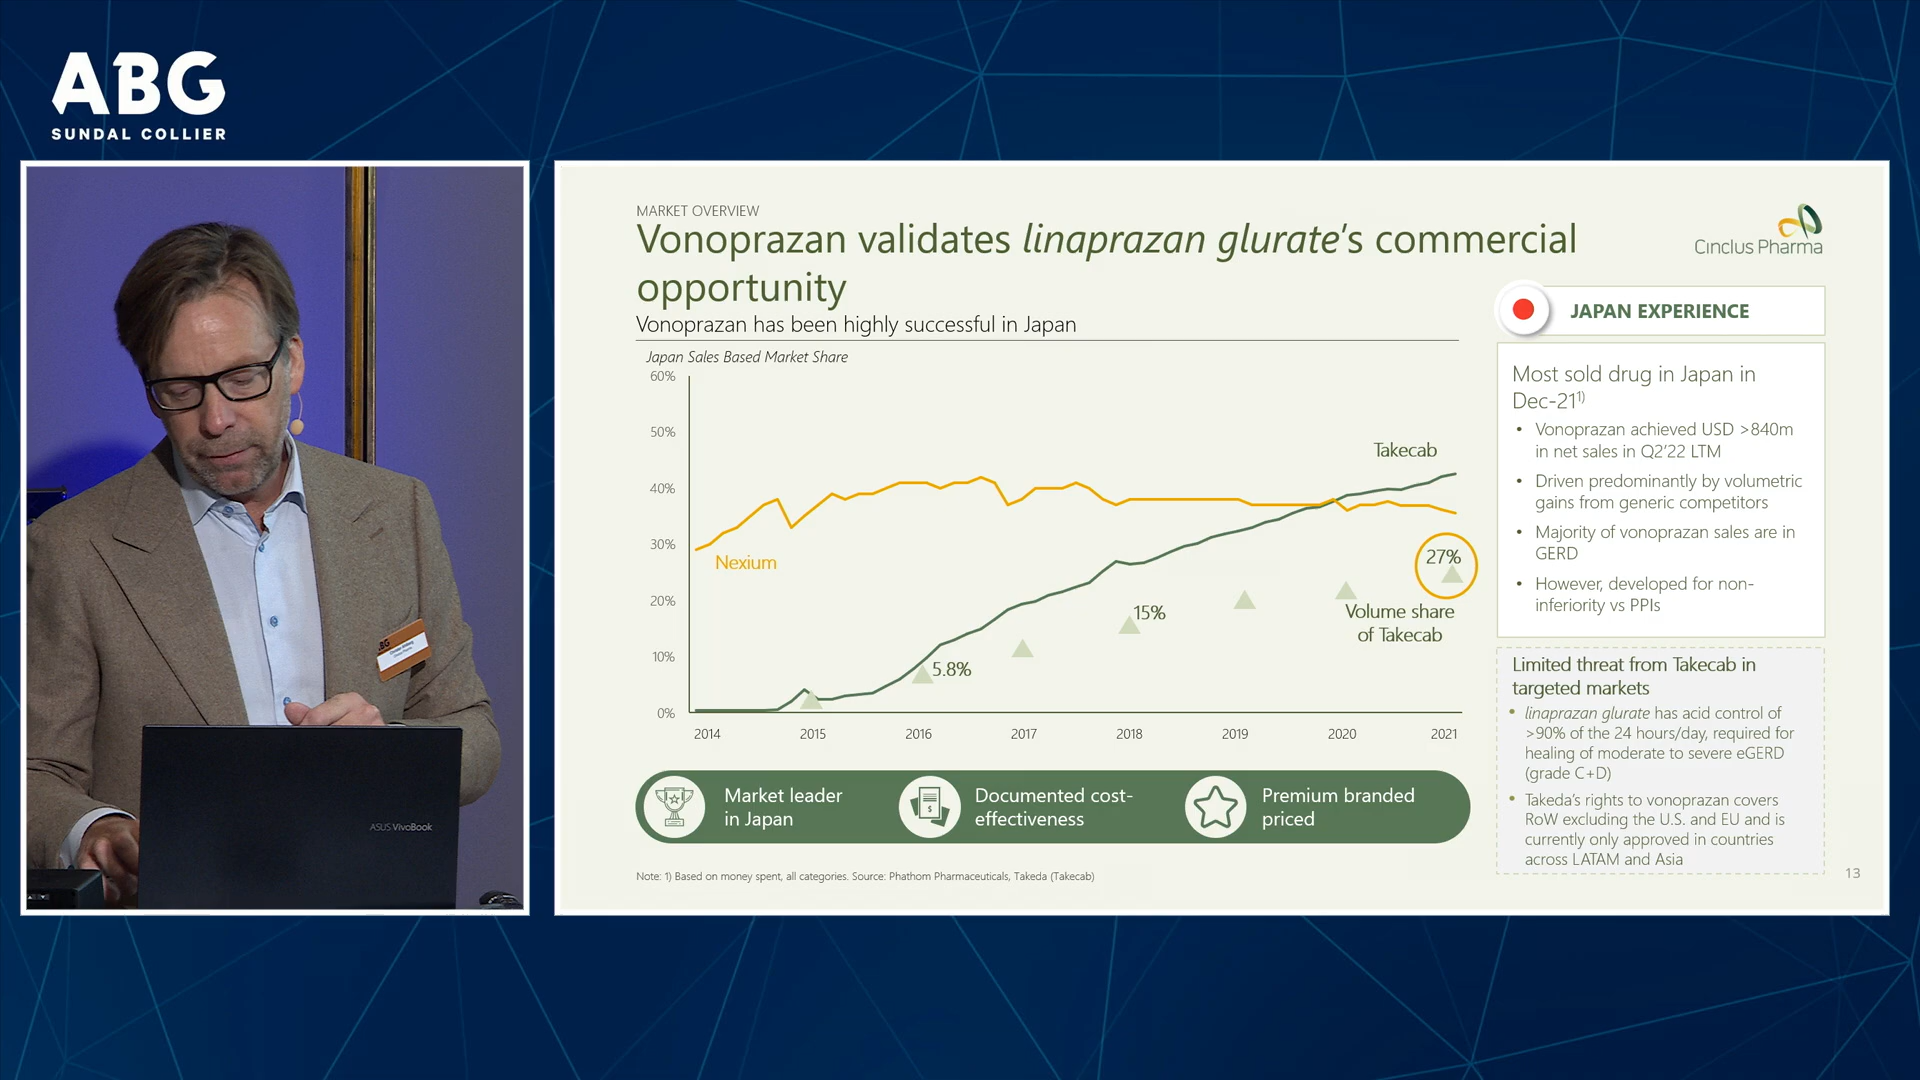 ABG
SUNDAL COLLIER
MARKET OVERVIEW
Vonoprazan validates linaprazan glurate's commercial
opportunity
Vonoprazan has been highly successful in Japan
Cinclus Pharma
Japan Sales Based Market Share
60%
50%
40%
30%
20%
10%
0%
Takecab
Nexium
27%
15%
5.8%
Volume share
of Takecab
2014 2015 2016 2017 2018 2019 2020 2021
Market leader
in Japan
Documented cost-
effectiveness
Premium branded
priced
Note: 1) Based on money spent, all categories. Source: Phathom Pharmaceuticals, Takeda (Takecab)
JAPAN EXPERIENCE
Most sold drug in Japan in
Dec-21¹⁾
• Vonoprazan achieved USD >840m
in net sales in Q2'22 LTM
• Driven predominantly by volumetric
gains from generic competitors
• Majority of vonoprazan sales are in
GERD
• However, developed for non-
inferiority vs PPIs
Limited threat from Takecab in
targeted markets
• linaprazan glurate has acid control of
>90% of the 24 hours/day, required for
healing of moderate to severe eGERD
(grade C+D)
• Takeda's rights to vonoprazan covers
RoW excluding the U.S. and EU and is
currently only approved in countries
across LATAM and Asia
13
ABG
ASUS VivoBook